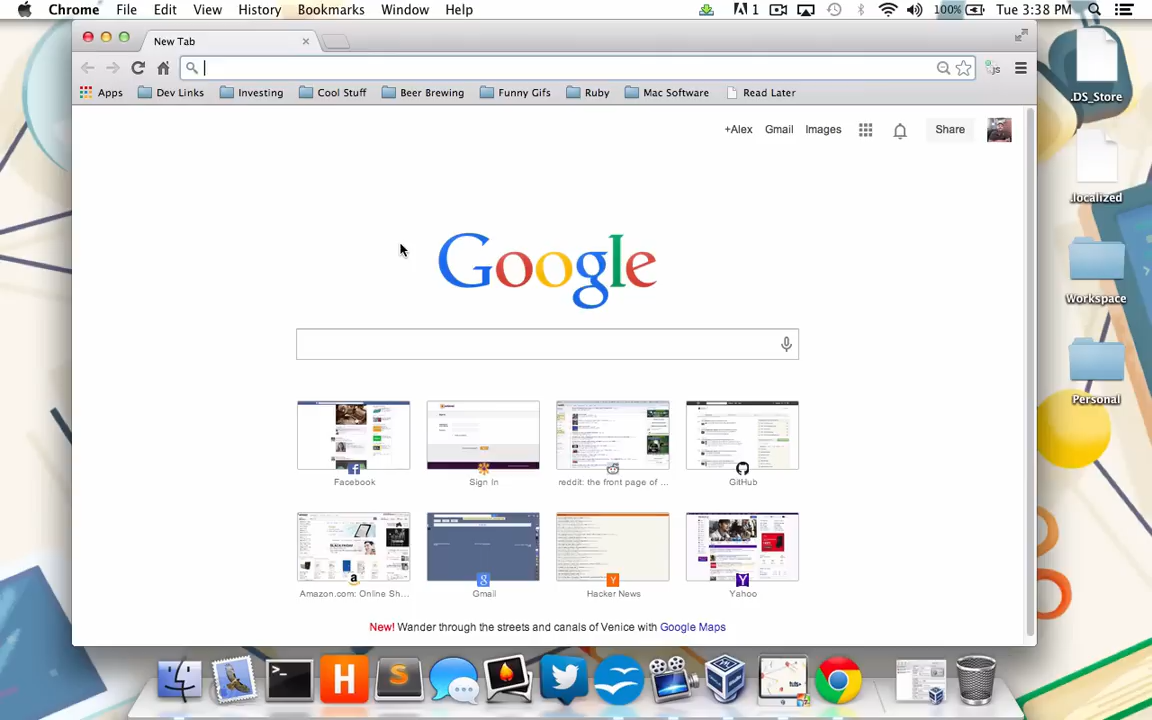 Chrome File Edit View History Bookmarks Window Help 1 100% Tue 3:38 PM
New Tab
Apps Dev Links Investing Cool Stuff Beer Brewing Funny Gifs Ruby Mac Software Read Later
.DS_Store
+Alex Gmail Images Share
.localized
Google
Workspace
Personal
Facebook Sign In reddit: the front page of ... GitHub
Amazon.com: Online Sh... Gmail Hacker News Yahoo
New! Wander through the streets and canals of Venice with Google Maps